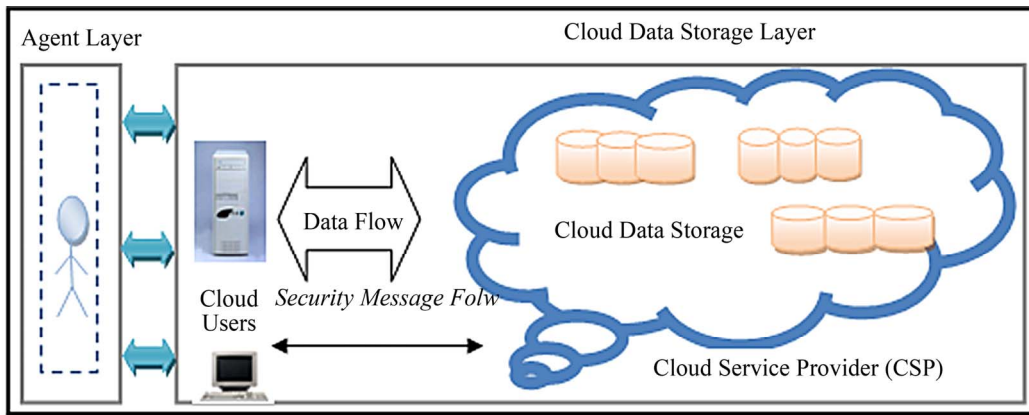 Agent Layer
Cloud Data Storage Layer
Data Flow
Cloud Data Storage
Security Message Folw
Cloud
Users
Cloud Service Provider (CSP)